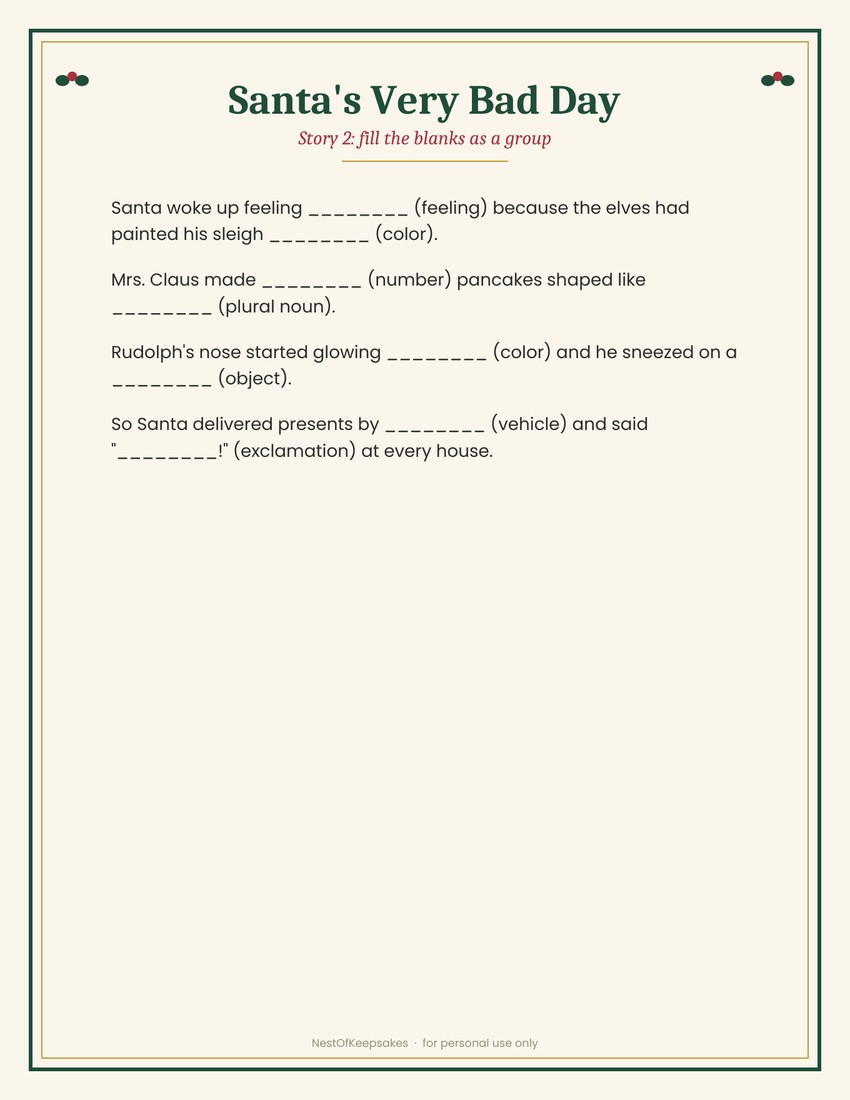 Santa's Very Bad Day
Story 2: fill the blanks as a group
Santa woke up feeling ________ (feeling) because the elves had
painted his sleigh ________ (color).
Mrs. Claus made ________ (number) pancakes shaped like
________ (plural noun).
Rudolph's nose started glowing ________ (color) and he sneezed on a
________ (object).
So Santa delivered presents by ________ (vehicle) and said
"________!" (exclamation) at every house.
NestOfKeepsakes · for personal use only